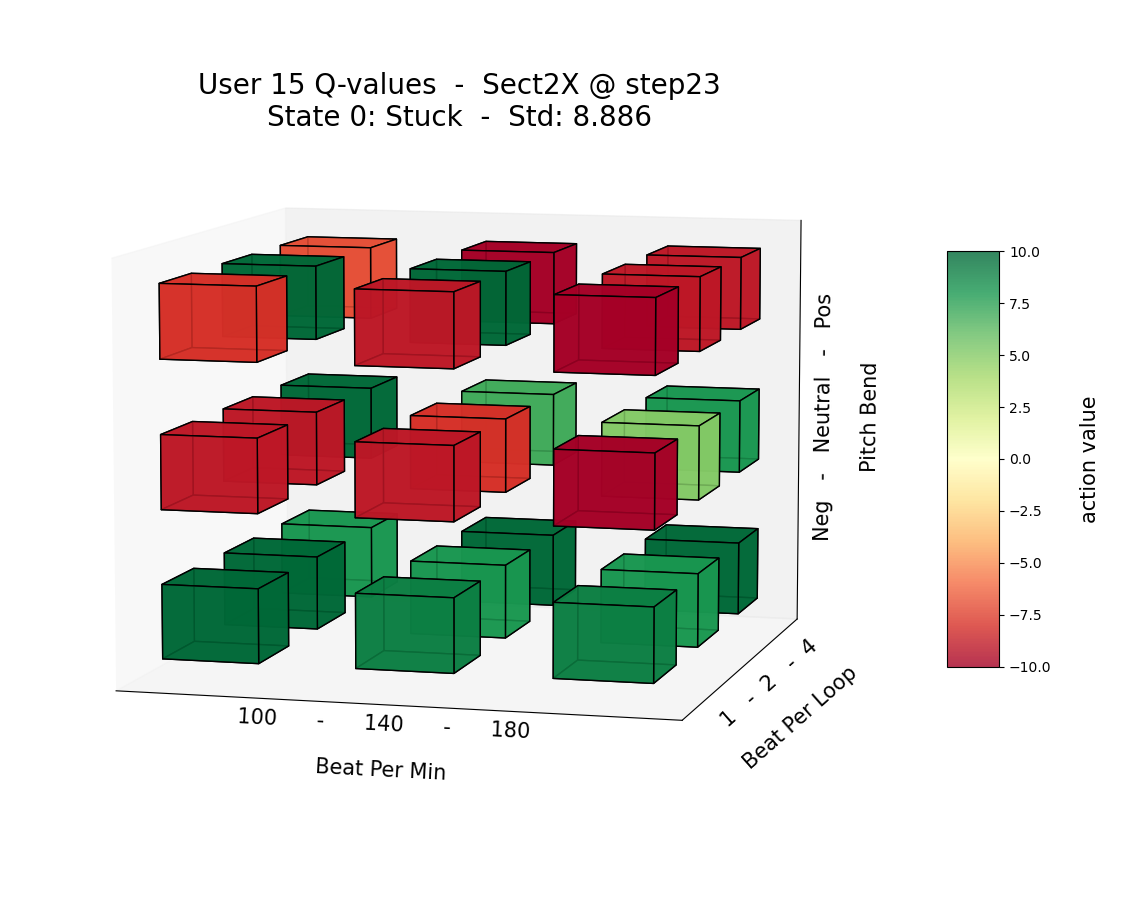 User 15 Q-values  -  Sect2X @ step23
State 0: Stuck  -  Std: 8.886
Neg  -  Neutral  -  Pos
Pitch Bend
100  -  140  -  180
Beat Per Min
1 - 2 - 4
Beat Per Loop
10.0
7.5
5.0
2.5
0.0
−2.5
−5.0
−7.5
−10.0
action value